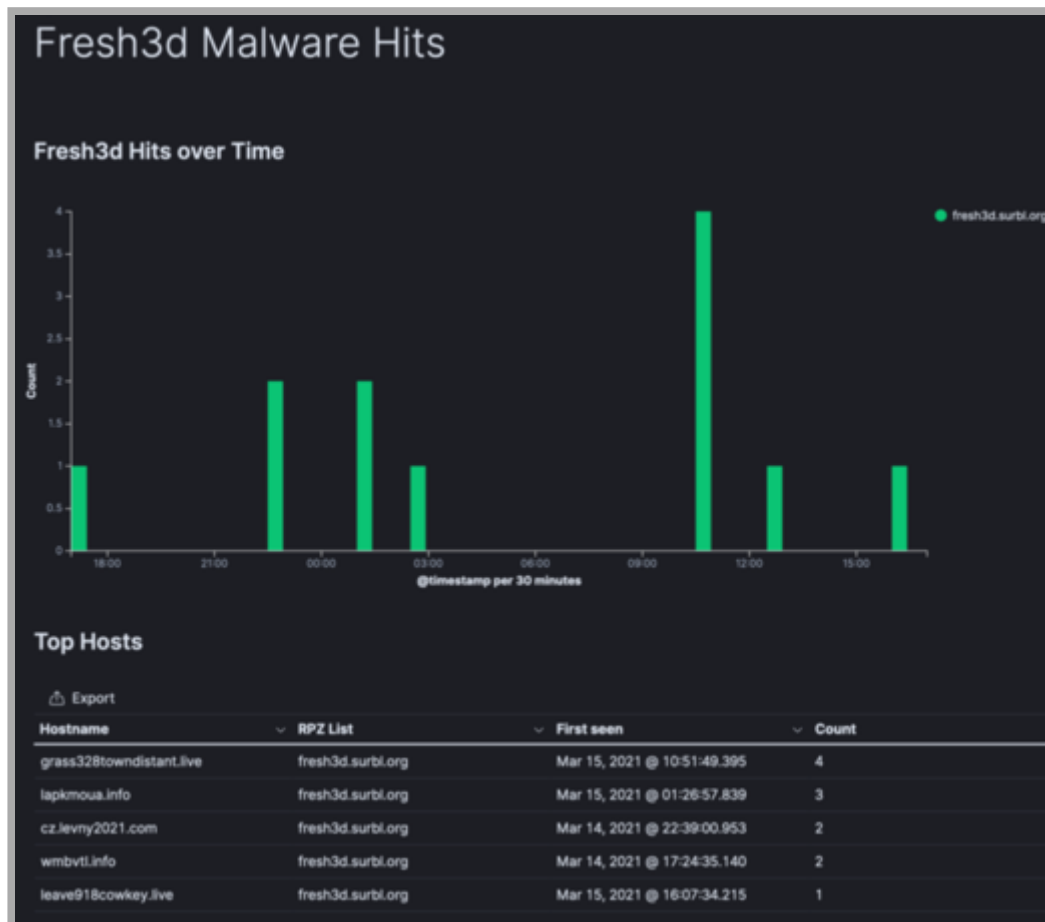 Fresh3d Malware Hits
Fresh3d Hits over Time
4
fresh3d.surbl.org
3.5
3
2.5
Count
2
1.5
1
0.5
0
18:00 21:00 00:00 03:00 06:00 09:00 12:00 15:00
@timestamp per 30 minutes
Top Hosts
Export
Hostname RPZ List First seen Count
grass328towndistant.live fresh3d.surbl.org Mar 15, 2021 @ 10:51:49.395 4
lapkmoua.info fresh3d.surbl.org Mar 15, 2021 @ 01:26:57.839 3
cz.levny2021.com fresh3d.surbl.org Mar 14, 2021 @ 22:39:00.953 2
wmbvtl.info fresh3d.surbl.org Mar 14, 2021 @ 17:24:35.140 2
leave918cowkey.live fresh3d.surbl.org Mar 15, 2021 @ 16:07:34.215 1